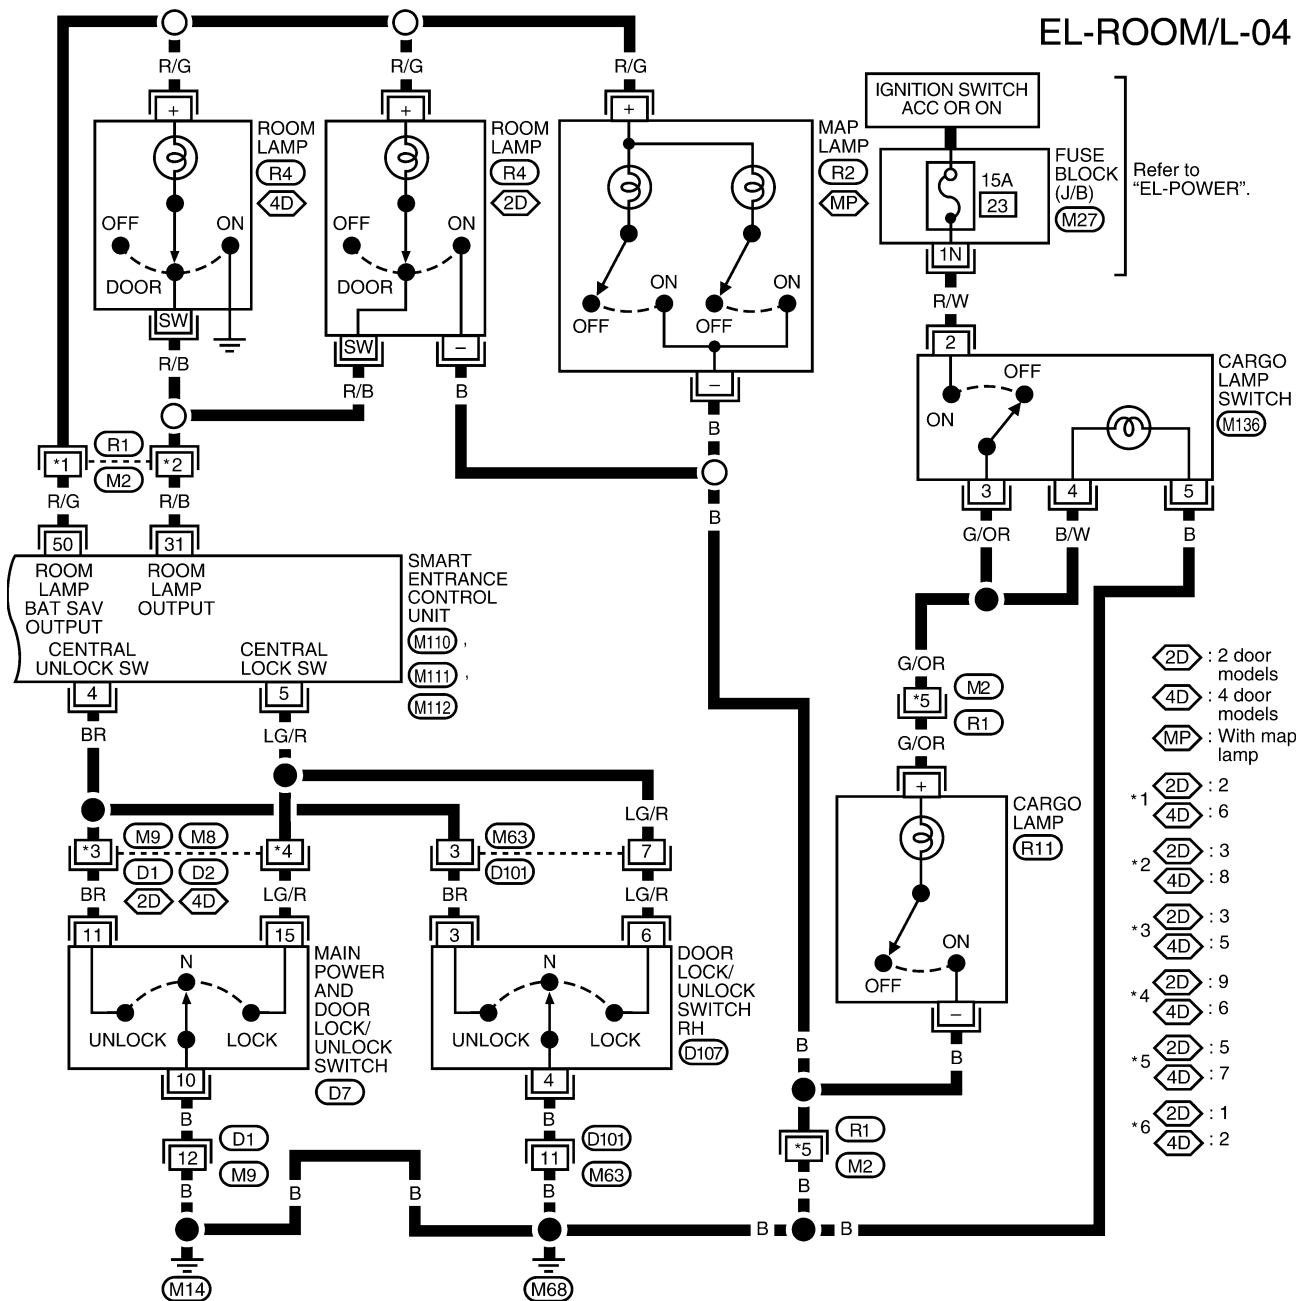 EL-ROOM/L-04
R/G
R/G
R/G
+
+
+
ROOM
LAMP
R4
4D
OFF
ON
DOOR
SW
R/B
ROOM
LAMP
R4
2D
OFF
ON
DOOR
SW
–
R/B
B
MAP
LAMP
R2
MP
ON
OFF
ON
OFF
–
B
B
IGNITION SWITCH
ACC OR ON
FUSE
BLOCK
(J/B)
M27
15A
23
1N
Refer to
“EL-POWER”.
R/W
2
CARGO
LAMP
SWITCH
M136
OFF
ON
3
4
5
G/OR
B/W
B
*1
R1
M2
*2
R/G
R/B
50
31
ROOM
LAMP
BAT SAV
OUTPUT
ROOM
LAMP
OUTPUT
CENTRAL
UNLOCK SW
CENTRAL
LOCK SW
SMART
ENTRANCE
CONTROL
UNIT
M110 ,
M111 ,
M112
4
5
BR
LG/R
LG/R
*3
M9
M8
D1
D2
2D
4D
*4
3
M63
D101
7
BR
LG/R
BR
LG/R
11
15
3
6
N
UNLOCK
LOCK
MAIN
POWER
AND
DOOR
LOCK/
UNLOCK
SWITCH
D7
N
UNLOCK
LOCK
DOOR
LOCK/
UNLOCK
SWITCH
RH
D107
10
4
B
B
12
D1
M9
11
D101
M63
B
B
B
B
M14
M68
G/OR
*5
M2
R1
G/OR
+
CARGO
LAMP
R11
ON
OFF
–
B
B
*5
R1
M2
B
B
B
2D : 2 door
models
4D : 4 door
models
MP : With map
lamp
*1 2D : 2
4D : 6
*2 2D : 3
4D : 8
*3 2D : 3
4D : 5
*4 2D : 9
4D : 6
*5 2D : 5
4D : 7
*6 2D : 1
4D : 2